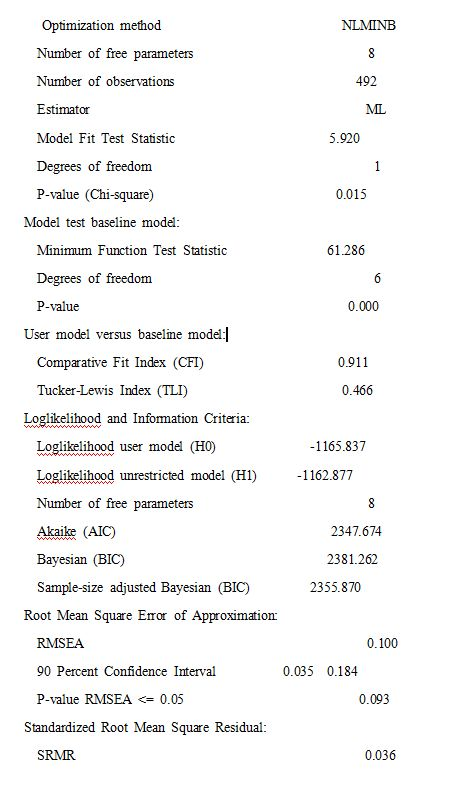 Optimization method NLMINB
Number of free parameters 8
Number of observations 492
Estimator ML
Model Fit Test Statistic 5.920
Degrees of freedom 1
P-value (Chi-square) 0.015
Model test baseline model:
Minimum Function Test Statistic 61.286
Degrees of freedom 6
P-value 0.000
User model versus baseline model:
Comparative Fit Index (CFI) 0.911
Tucker-Lewis Index (TLI) 0.466
Loglikelihood and Information Criteria:
Loglikelihood user model (H0) -1165.837
Loglikelihood unrestricted model (H1) -1162.877
Number of free parameters 8
Akaike (AIC) 2347.674
Bayesian (BIC) 2381.262
Sample-size adjusted Bayesian (BIC) 2355.870
Root Mean Square Error of Approximation:
RMSEA 0.100
90 Percent Confidence Interval 0.035 0.184
P-value RMSEA <= 0.05 0.093
Standardized Root Mean Square Residual:
SRMR 0.036